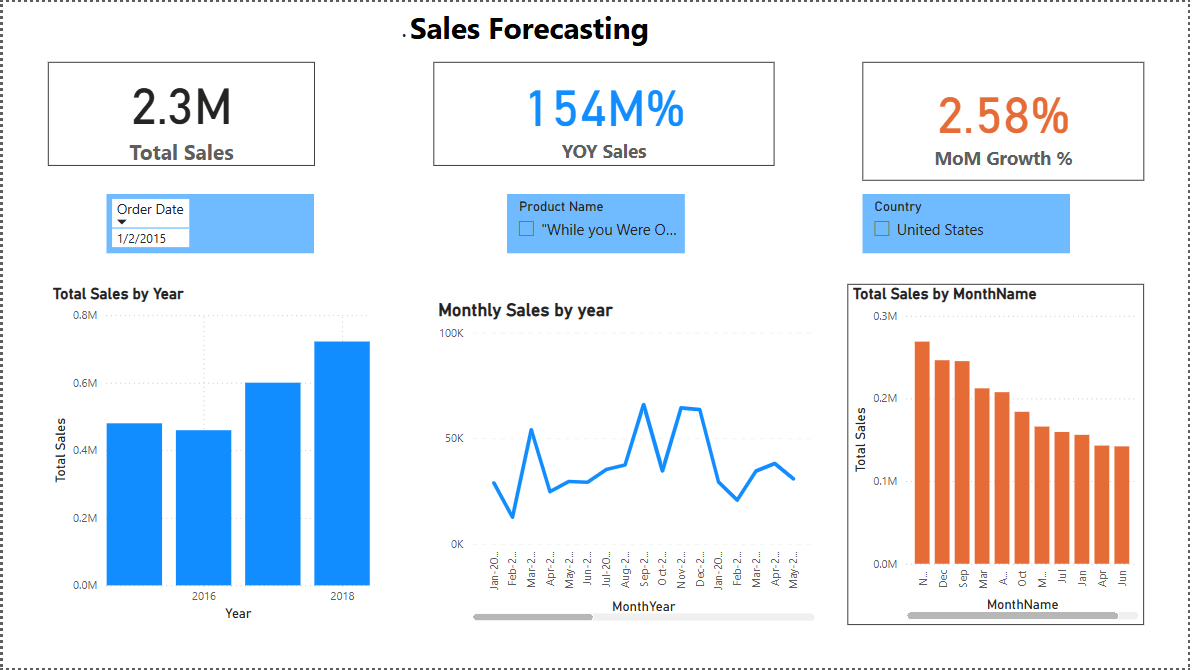 . Sales Forecasting
2.3M
Total Sales
154M%
YOY Sales
2.58%
MoM Growth %
Order Date
1/2/2015
Product Name
"While you Were O...
Country
United States
Total Sales by Year
0.8M
0.6M
0.4M
0.2M
0.0M
Total Sales
2016
2018
Year
Monthly Sales by year
100K
50K
0K
Jan-20...
Feb-2...
Mar-2...
Apr-2...
May-2...
Jun-2...
Jul-20...
Aug-2...
Sep-2...
Oct-2...
Nov-2...
Dec-2...
Jan-20...
Feb-2...
Mar-2...
Apr-2...
May-2...
MonthYear
Total Sales by MonthName
0.3M
0.2M
0.1M
0.0M
Total Sales
N...
Dec
Sep
Mar
A...
Oct
M...
Jul
Jan
Apr
Jun
MonthName